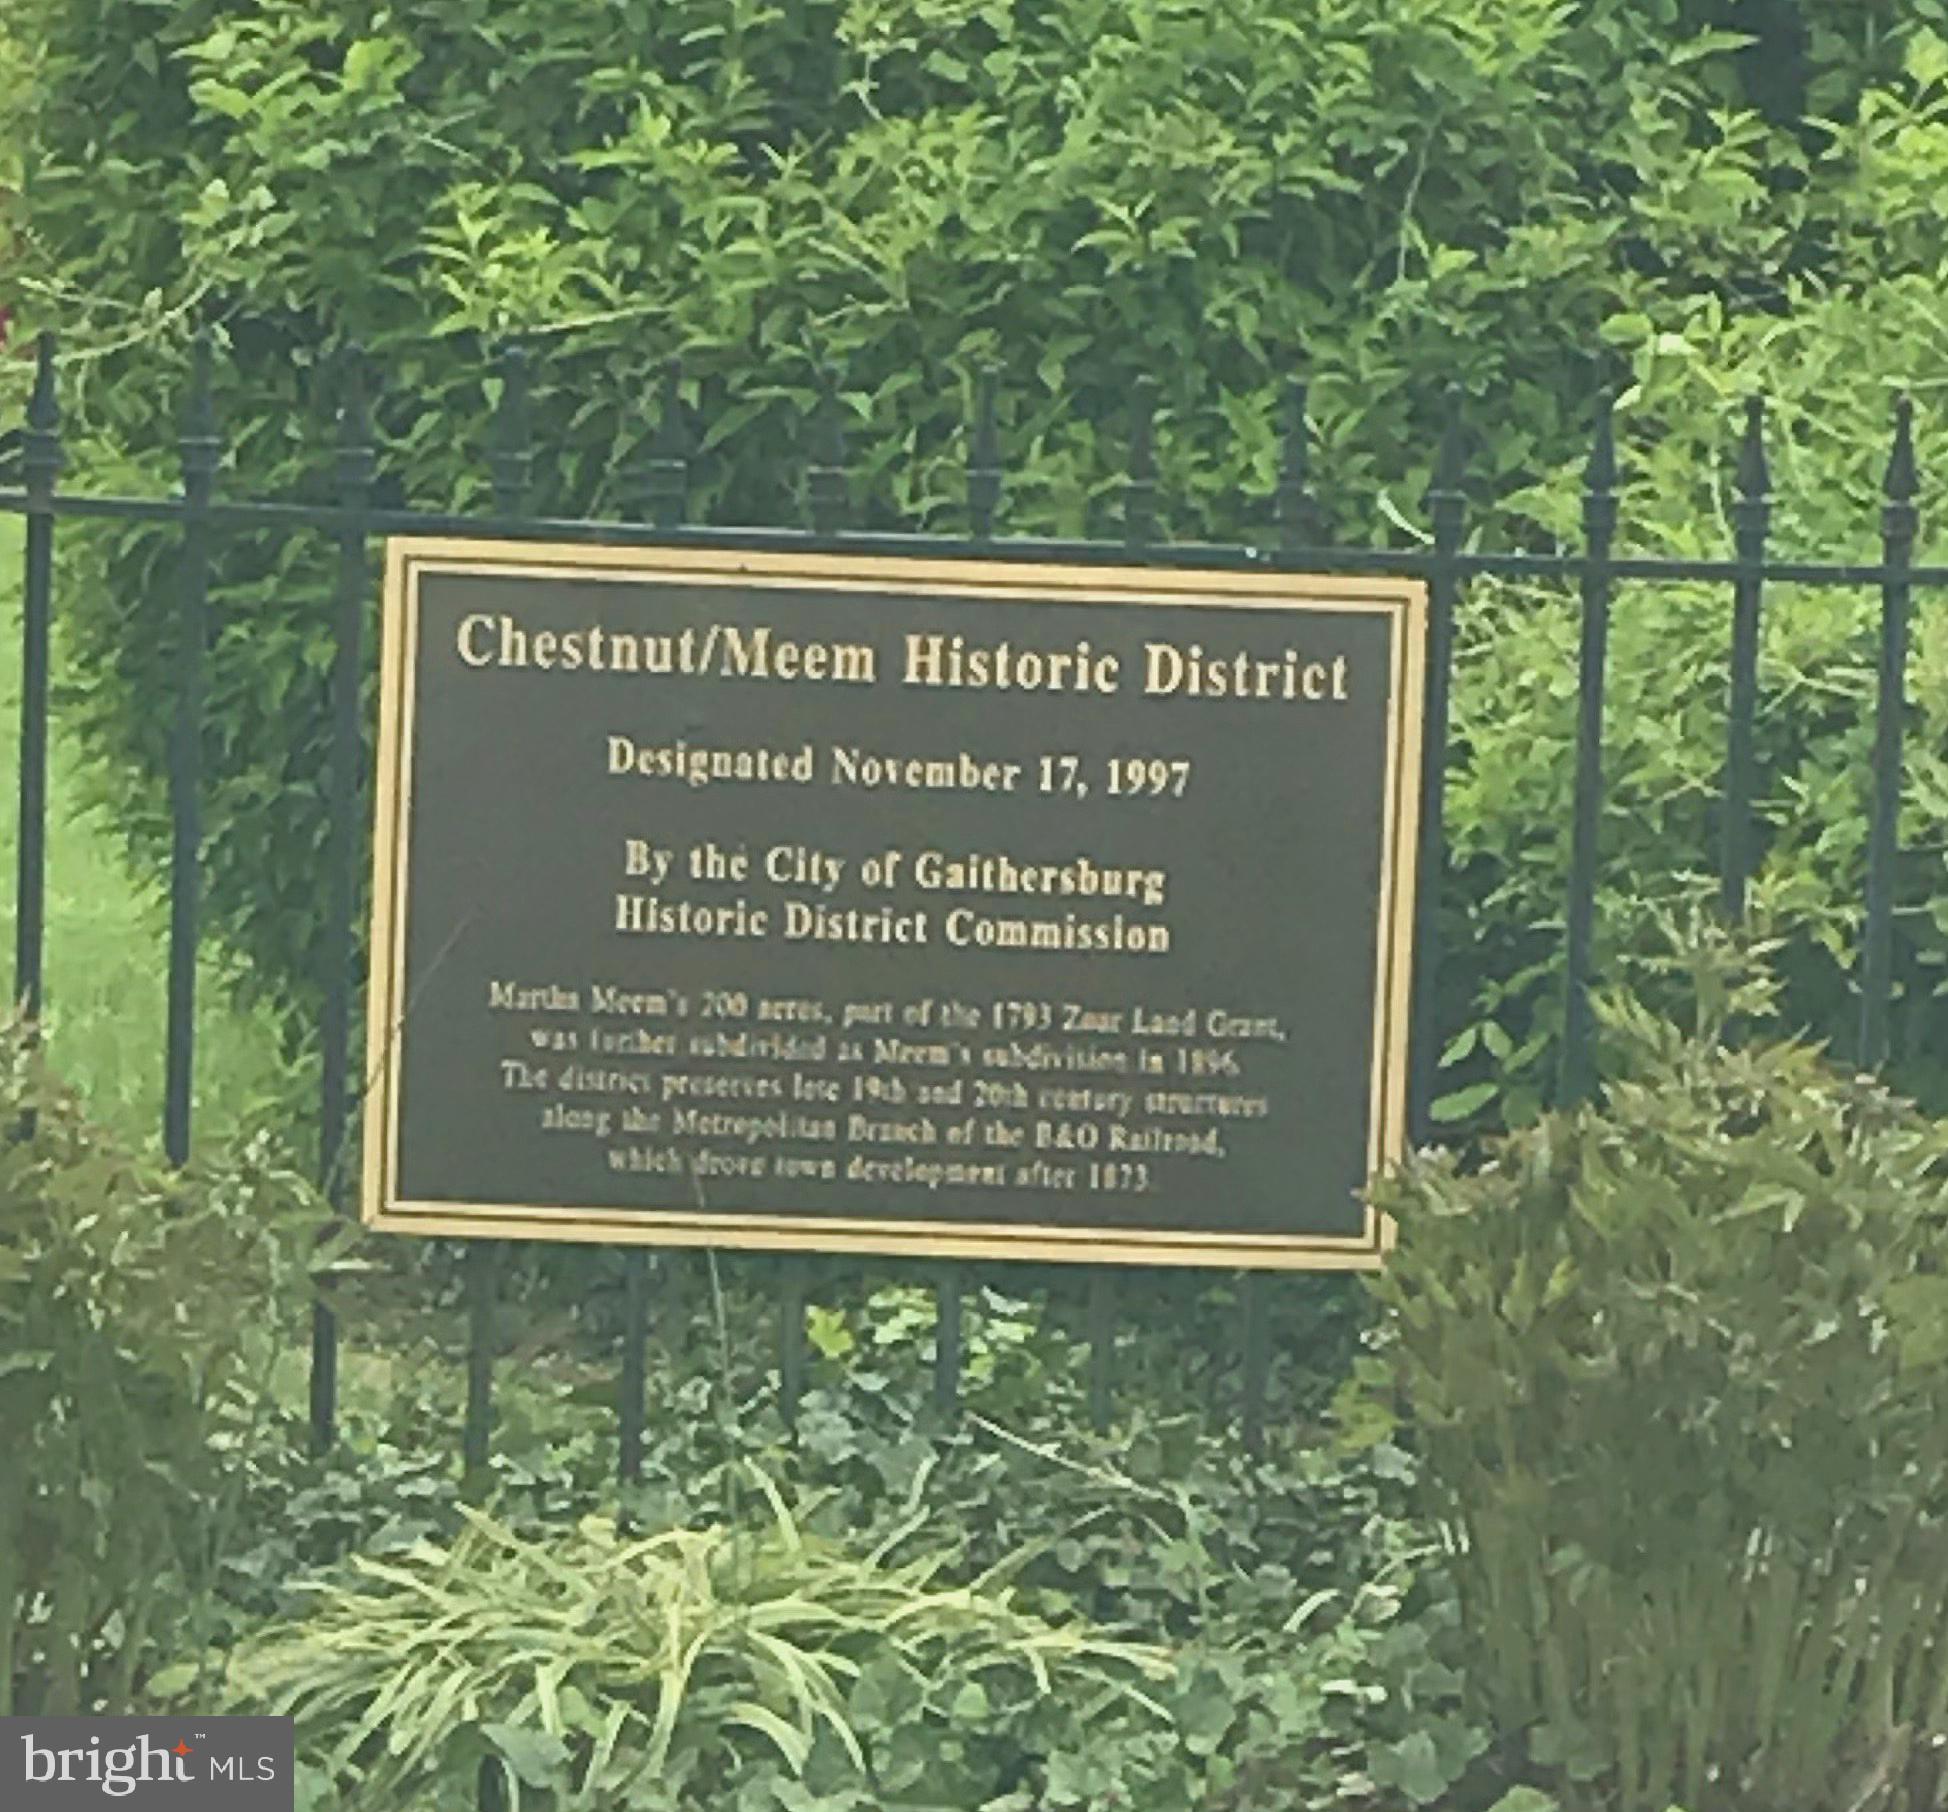 Chestnut/Meem Historic District
Designated November 17, 1997
By the City of Gaithersburg
Historic District Commission
Martha Meem's 200 acres, part of the 1793 Zoar Land Grant,
was further subdivided as Meem's subdivision in 1896.
The district preserves late 19th and 20th century structures
along the Metropolitan Branch of the B&O Railroad,
which drove town development after 1873.
bright™ MLS